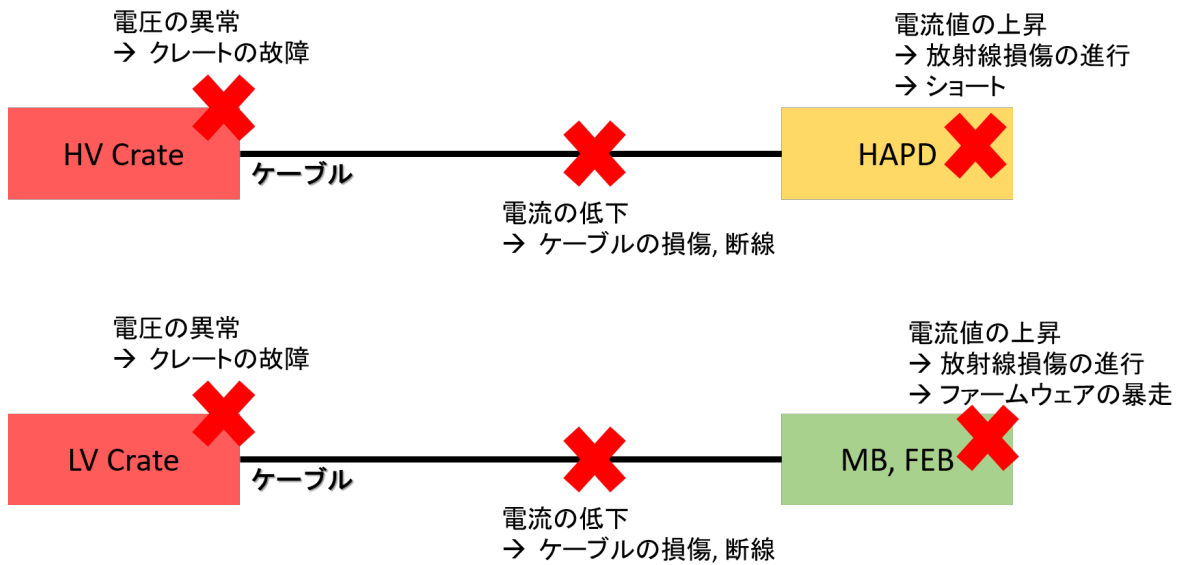 電圧の異常
→ クレートの故障
電流値の上昇
→ 放射線損傷の進行
→ ショート
HV Crate
ケーブル
HAPD
電流の低下
→ ケーブルの損傷, 断線
電圧の異常
→ クレートの故障
電流値の上昇
→ 放射線損傷の進行
→ ファームウェアの暴走
LV Crate
ケーブル
MB, FEB
電流の低下
→ ケーブルの損傷, 断線